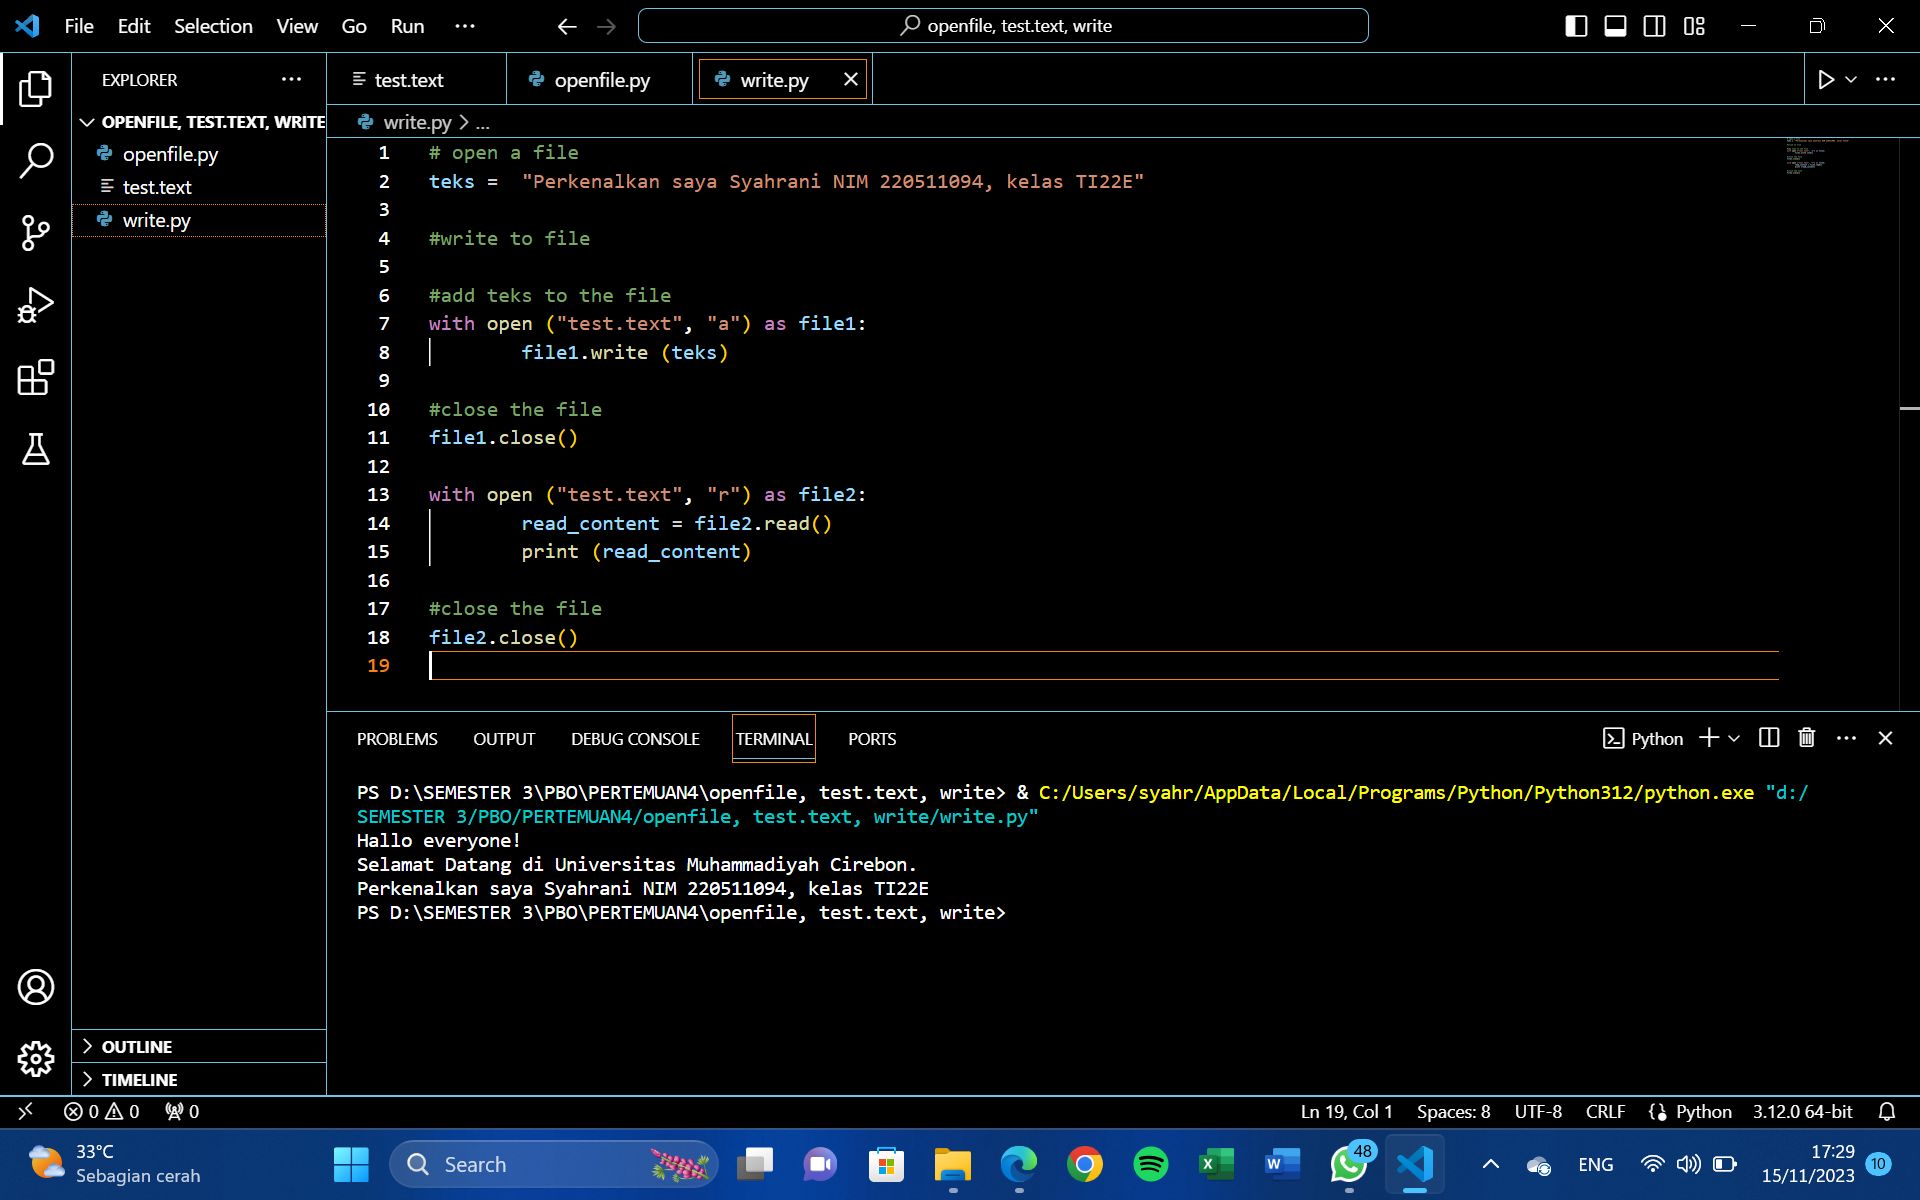 File Edit Selection View Go Run ···
openfile, test.text, write
EXPLORER
OPENFILE, TEST.TEXT, WRITE
openfile.py
test.text
write.py
test.text
openfile.py
write.py
write.py > ...
1 # open a file
2 teks =  "Perkenalkan saya Syahrani NIM 220511094, kelas TI22E"
3
4 #write to file
5
6 #add teks to the file
7 with open ("test.text", "a") as file1:
8         file1.write (teks)
9
10 #close the file
11 file1.close()
12
13 with open ("test.text", "r") as file2:
14         read_content = file2.read()
15         print (read_content)
16
17 #close the file
18 file2.close()
19
PROBLEMS OUTPUT DEBUG CONSOLE TERMINAL PORTS
Python
PS D:\SEMESTER 3\PBO\PERTEMUAN4\openfile, test.text, write> & C:/Users/syahr/AppData/Local/Programs/Python/Python312/python.exe "d:/
SEMESTER 3/PBO/PERTEMUAN4/openfile, test.text, write/write.py"
Hallo everyone!
Selamat Datang di Universitas Muhammadiyah Cirebon.
Perkenalkan saya Syahrani NIM 220511094, kelas TI22E
PS D:\SEMESTER 3\PBO\PERTEMUAN4\openfile, test.text, write>
OUTLINE
TIMELINE
0 0 0
Ln 19, Col 1 Spaces: 8 UTF-8 CRLF Python 3.12.0 64-bit
33°C
Sebagian cerah
Search
48
ENG
17:29
15/11/2023
10